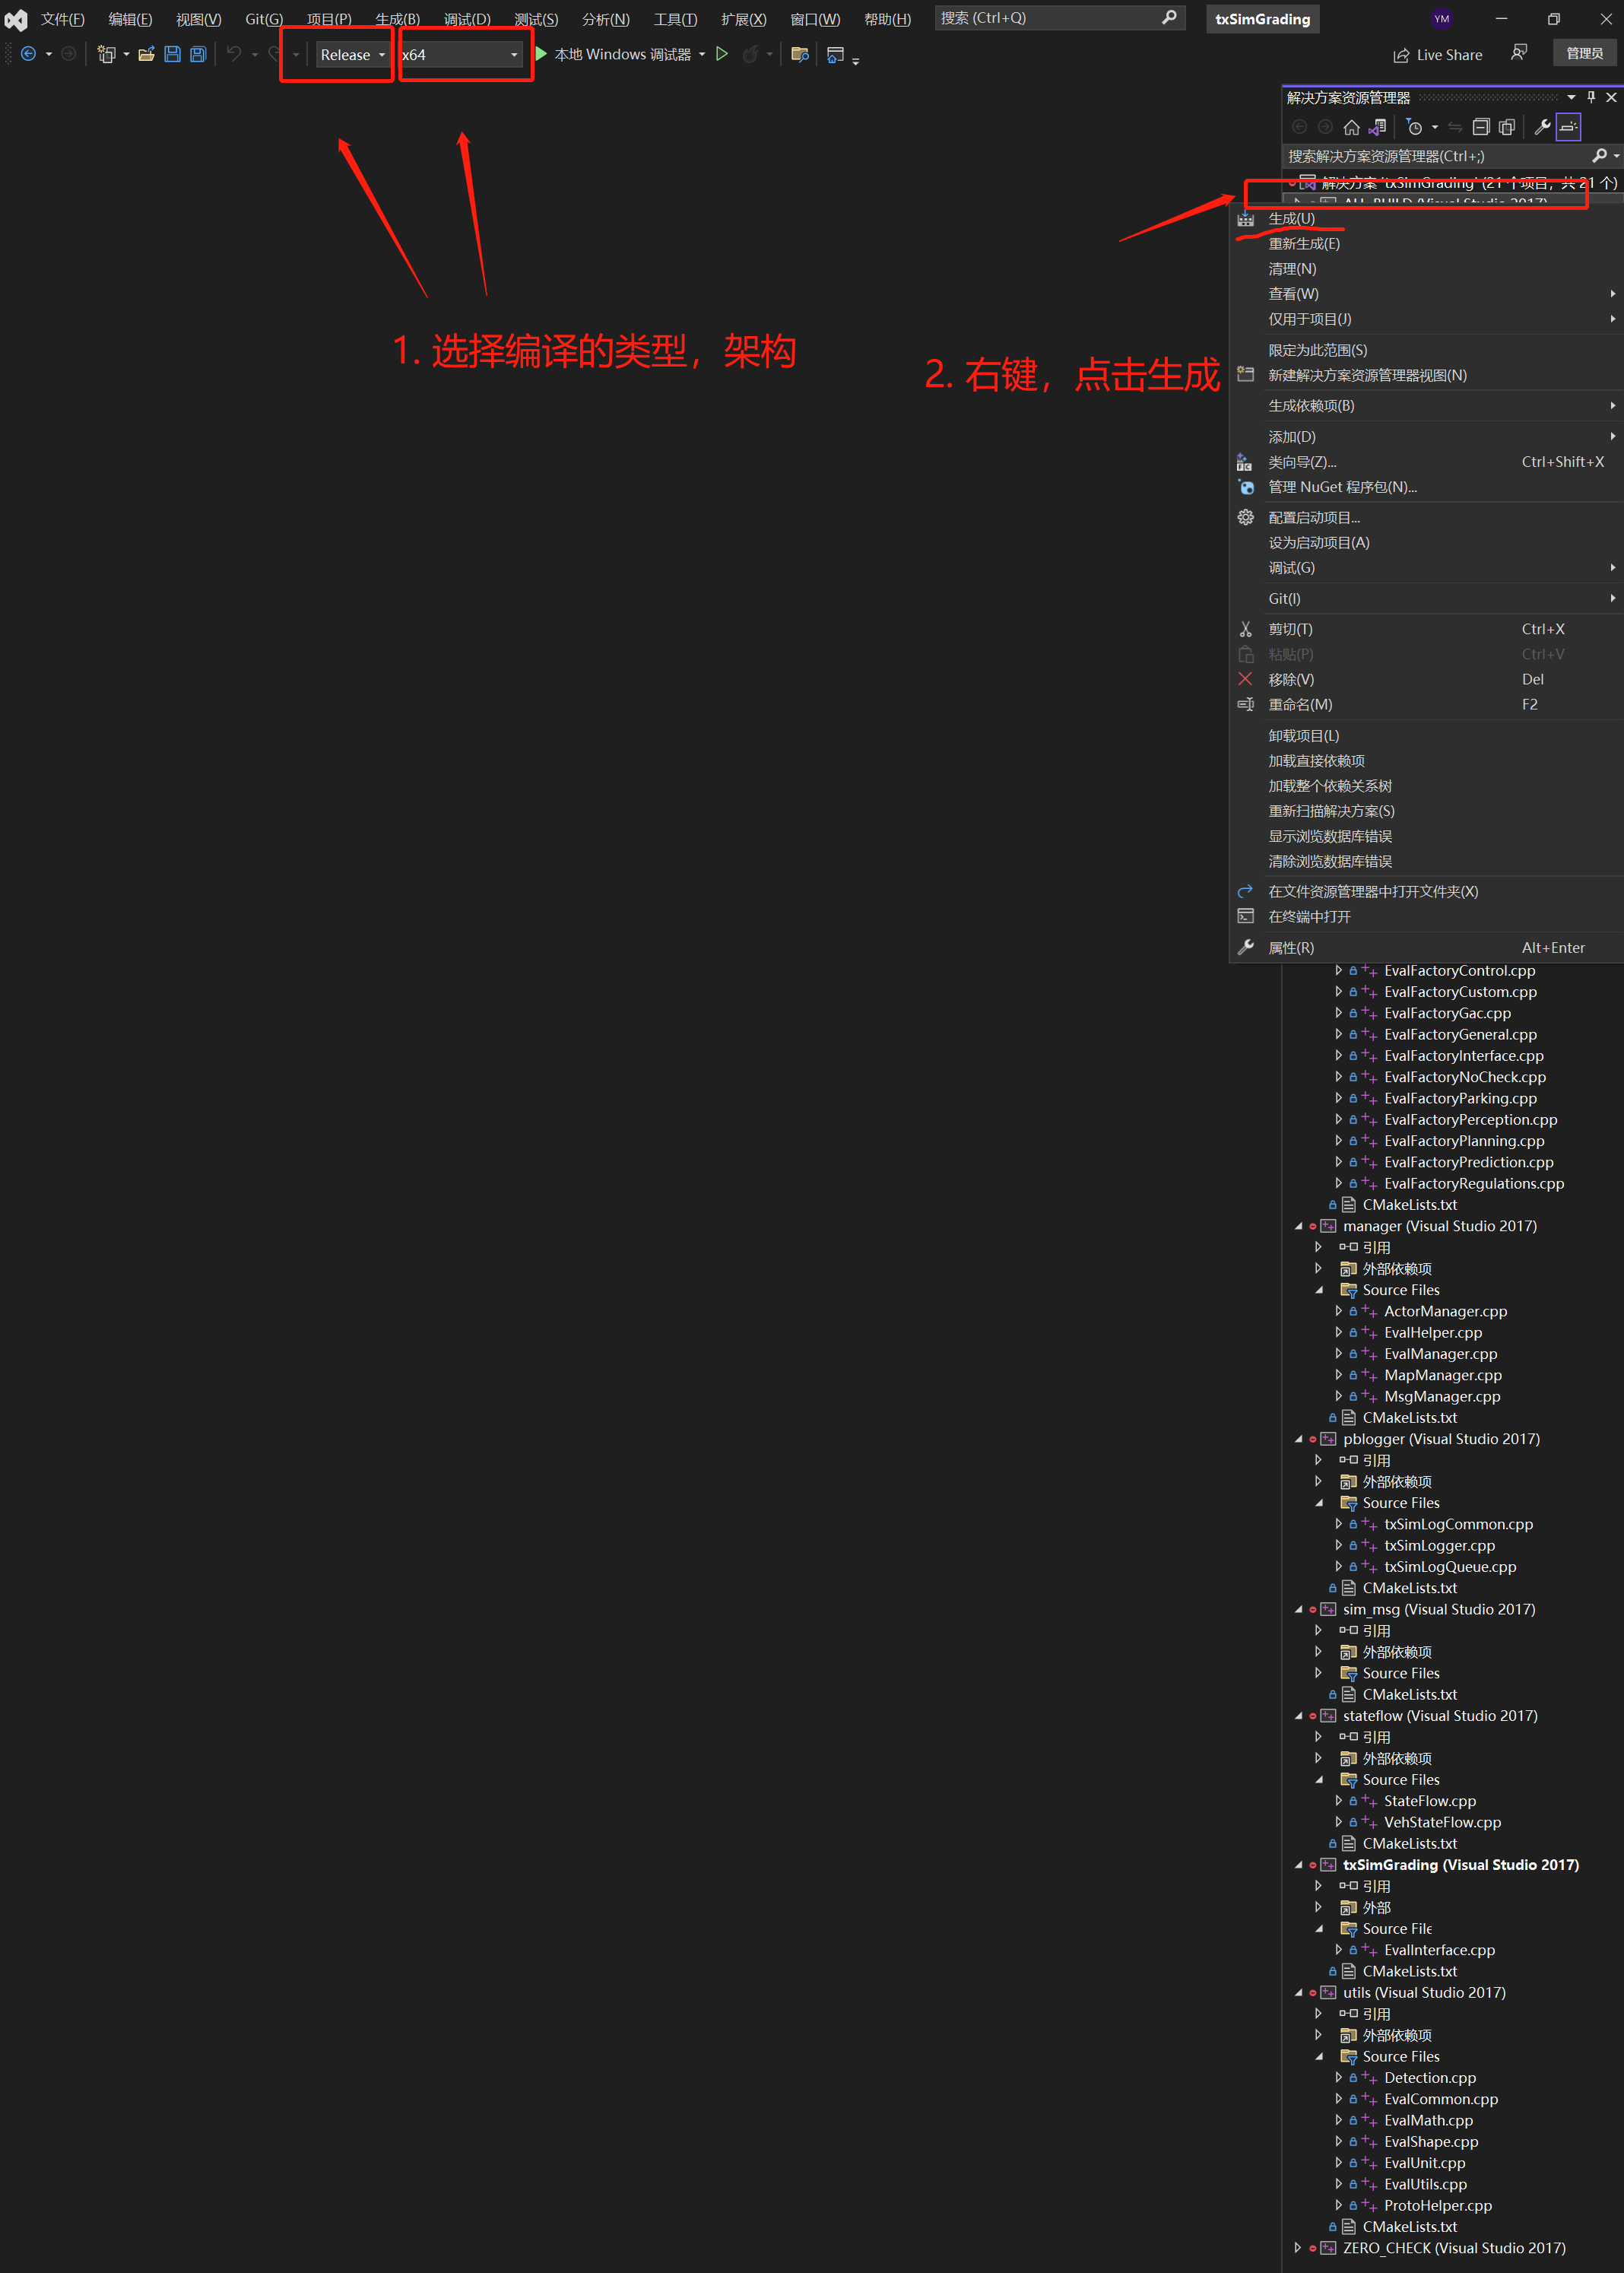 文件(F) 编辑(E) 视图(V) Git(G) 项目(P) 生成(B) 调试(D) 测试(S) 分析(N) 工具(T) 扩展(X) 窗口(W) 帮助(H) 搜索 (Ctrl+Q) txSimGrading YM
Release x64 本地 Windows 调试器 Live Share 管理员
解决方案资源管理器
搜索解决方案资源管理器(Ctrl+;)
解决方案"txSimGrading" (21 个项目, 共 21 个)
ALL_BUILD (Visual Studio 2017)
1. 选择编译的类型，架构
2. 右键，点击生成
生成(U)
重新生成(E)
清理(N)
查看(W)
仅用于项目(J)
限定为此范围(S)
新建解决方案资源管理器视图(N)
生成依赖项(B)
添加(D)
类向导(Z)... Ctrl+Shift+X
管理 NuGet 程序包(N)...
配置启动项目...
设为启动项目(A)
调试(G)
Git(I)
剪切(T) Ctrl+X
粘贴(P) Ctrl+V
移除(V) Del
重命名(M) F2
卸载项目(L)
加载直接依赖项
加载整个依赖关系树
重新扫描解决方案(S)
显示浏览数据库错误
清除浏览数据库错误
在文件资源管理器中打开文件夹(X)
在终端中打开
属性(R) Alt+Enter
EvalFactoryControl.cpp
EvalFactoryCustom.cpp
EvalFactoryGac.cpp
EvalFactoryGeneral.cpp
EvalFactoryInterface.cpp
EvalFactoryNoCheck.cpp
EvalFactoryParking.cpp
EvalFactoryPerception.cpp
EvalFactoryPlanning.cpp
EvalFactoryPrediction.cpp
EvalFactoryRegulations.cpp
CMakeLists.txt
manager (Visual Studio 2017)
引用
外部依赖项
Source Files
ActorManager.cpp
EvalHelper.cpp
EvalManager.cpp
MapManager.cpp
MsgManager.cpp
CMakeLists.txt
pblogger (Visual Studio 2017)
引用
外部依赖项
Source Files
txSimLogCommon.cpp
txSimLogger.cpp
txSimLogQueue.cpp
CMakeLists.txt
sim_msg (Visual Studio 2017)
引用
外部依赖项
Source Files
CMakeLists.txt
stateflow (Visual Studio 2017)
引用
外部依赖项
Source Files
StateFlow.cpp
VehStateFlow.cpp
CMakeLists.txt
txSimGrading (Visual Studio 2017)
引用
外部
Source File
EvalInterface.cpp
CMakeLists.txt
utils (Visual Studio 2017)
引用
外部依赖项
Source Files
Detection.cpp
EvalCommon.cpp
EvalMath.cpp
EvalShape.cpp
EvalUnit.cpp
EvalUtils.cpp
ProtoHelper.cpp
CMakeLists.txt
ZERO_CHECK (Visual Studio 2017)